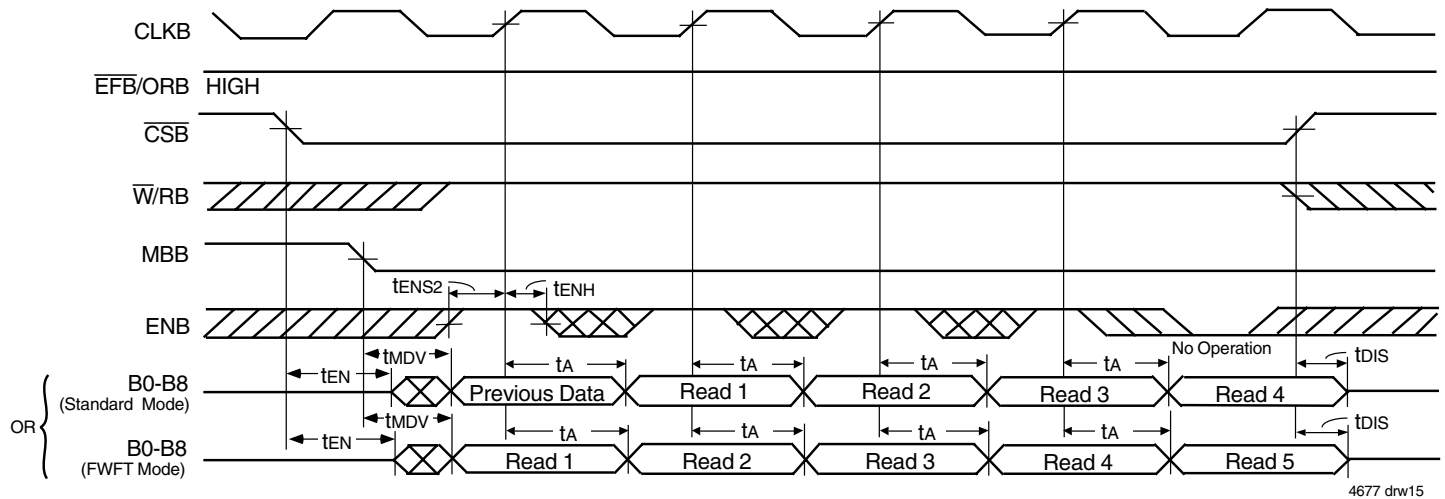 CLKB
EFB/ORB HIGH
CSB
W/RB
MBB
tENS2 tENH
ENB
No Operation
tMDV tA tA tA tA tDIS
tEN
B0-B8
(Standard Mode)
Previous Data Read 1 Read 2 Read 3 Read 4
OR
tMDV
tEN tA tA tA tA tDIS
B0-B8
(FWFT Mode)
Read 1 Read 2 Read 3 Read 4 Read 5
4677 drw15